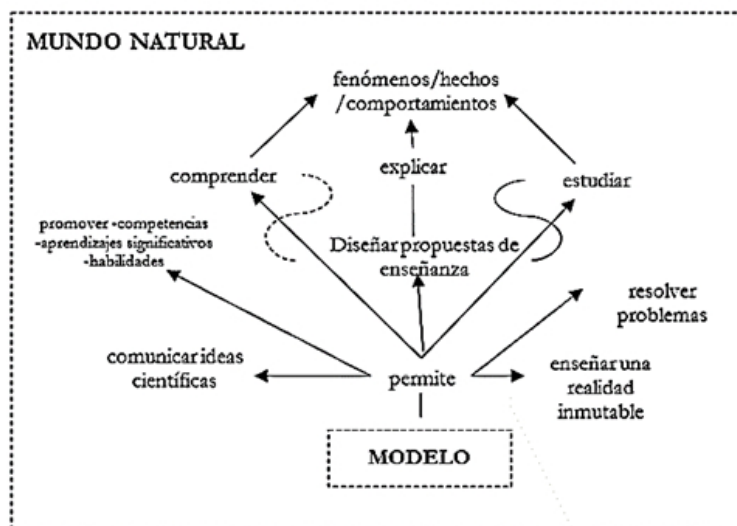 MUNDO NATURAL
fenómenos/hechos
/comportamientos
comprender
explicar
estudiar
promover -competencias
-aprendizajes significativos
-habilidades
Diseñar propuestas de
enseñanza
resolver
problemas
comunicar ideas
científicas
permite
enseñar una
realidad
inmutable
MODELO